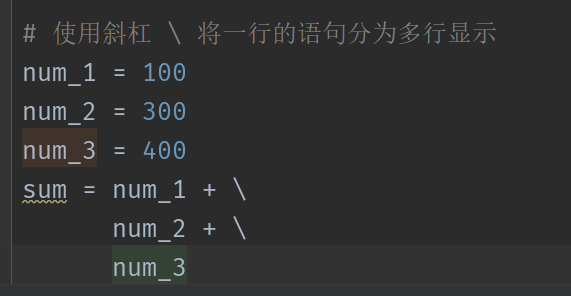 # 使用斜杠 \ 将一行的语句分为多行显示
num_1 = 100
num_2 = 300
num_3 = 400
sum = num_1 + \
num_2 + \
num_3